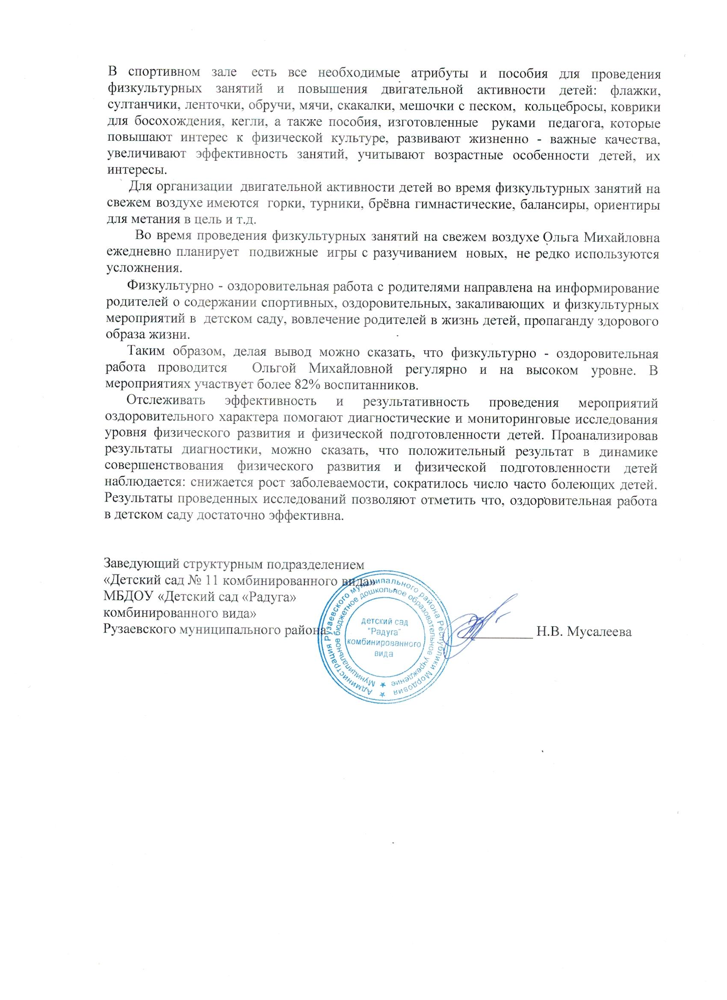 В спортивном зале есть все необходимые атрибуты и пособия для проведения
физкультурных занятий и повышения двигательной активности детей: флажки,
султанчики, ленточки, обручи, мячи, скакалки, мешочки с песком, кольцебросы, коврики
для босохождения, кегли, а также пособия, изготовленные руками педагога, которые
повышают интерес к физической культуре, развивают жизненно - важные качества,
увеличивают эффективность занятий, учитывают возрастные особенности детей, их
интересы.
Для организации двигательной активности детей во время физкультурных занятий на
свежем воздухе имеются горки, турники, брёвна гимнастические, балансиры, ориентиры
для метания в цель и т.д.
Во время проведения физкультурных занятий на свежем воздухе Ольга Михайловна
ежедневно планирует подвижные игры с разучиванием новых, не редко используются
усложнения.
Физкультурно - оздоровительная работа с родителями направлена на информирование
родителей о содержании спортивных, оздоровительных, закаливающих и физкультурных
мероприятий в детском саду, вовлечение родителей в жизнь детей, пропаганду здорового
образа жизни.
Таким образом, делая вывод можно сказать, что физкультурно - оздоровительная
работа проводится Ольгой Михайловной регулярно и на высоком уровне. В
мероприятиях участвует более 82% воспитанников.
Отслеживать эффективность и результативность проведения мероприятий
оздоровительного характера помогают диагностические и мониторинговые исследования
уровня физического развития и физической подготовленности детей. Проанализировав
результаты диагностики, можно сказать, что положительный результат в динамике
совершенствования физического развития и физической подготовленности детей
наблюдается: снижается рост заболеваемости, сократилось число часто болеющих детей.
Результаты проведенных исследований позволяют отметить что, оздоровительная работа
в детском саду достаточно эффективна.
Заведующий структурным подразделением
«Детский сад № 11 комбинированного вида»
МБДОУ «Детский сад «Радуга»
комбинированного вида»
Рузаевского муниципального района __________ Н.В. Мусалеева
Администрация Рузаевского муниципального района Республики Мордовия
Муниципальное бюджетное дошкольное образовательное учреждение
детский сад
"Радуга"
комбинированного
вида